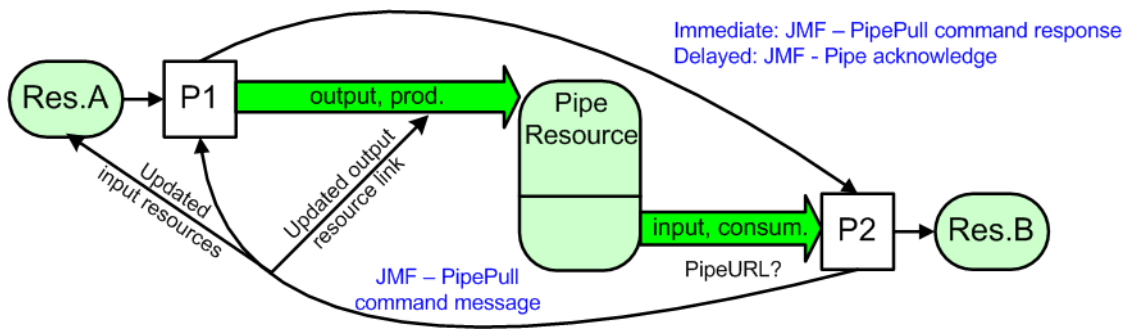 Immediate: JMF – PipePull command response
Delayed: JMF - Pipe acknowledge
Res.A
P1
output, prod.
Pipe
Resource
Updated
input resources
Updated output
resource link
input, consum.
P2
Res.B
PipeURL?
JMF – PipePull
command message